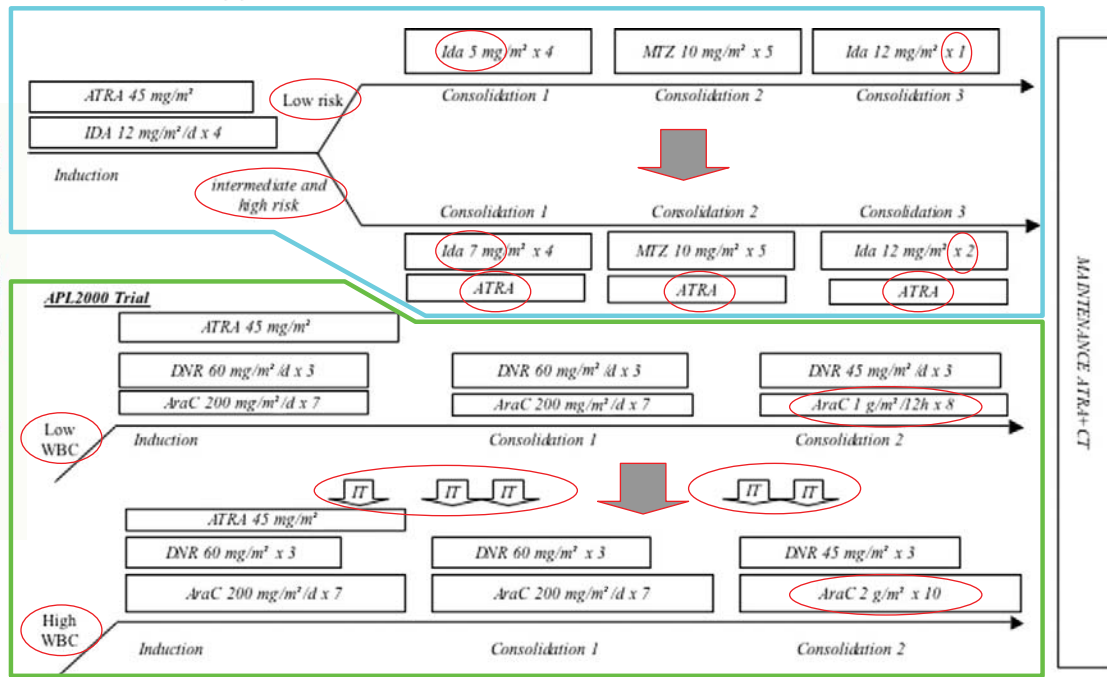 Ida 5 mg/m² x 4
MTZ 10 mg/m² x 5
Ida 12 mg/m² x 1
ATRA 45 mg/m²
Low risk
Consolidation 1
Consolidation 2
Consolidation 3
IDA 12 mg/m²/d x 4
Induction
intermediate and
high risk
Consolidation 1
Consolidation 2
Consolidation 3
Ida 7 mg/m² x 4
MTZ 10 mg/m² x 5
Ida 12 mg/m² x 2
ATRA
ATRA
ATRA
APL2000 Trial
ATRA 45 mg/m²
DNR 60 mg/m²/d x 3
DNR 60 mg/m²/d x 3
DNR 45 mg/m²/d x 3
AraC 200 mg/m²/d x 7
AraC 200 mg/m²/d x 7
AraC 1 g/m²/12h x 8
Low
WBC
Induction
Consolidation 1
Consolidation 2
IT
IT
IT
IT
IT
ATRA 45 mg/m²
DNR 60 mg/m² x 3
DNR 60 mg/m² x 3
DNR 45 mg/m² x 3
AraC 200 mg/m²/d x 7
AraC 200 mg/m²/d x 7
AraC 2 g/m² x 10
High
WBC
Induction
Consolidation 1
Consolidation 2
MAINTENANCE ATRA+CT